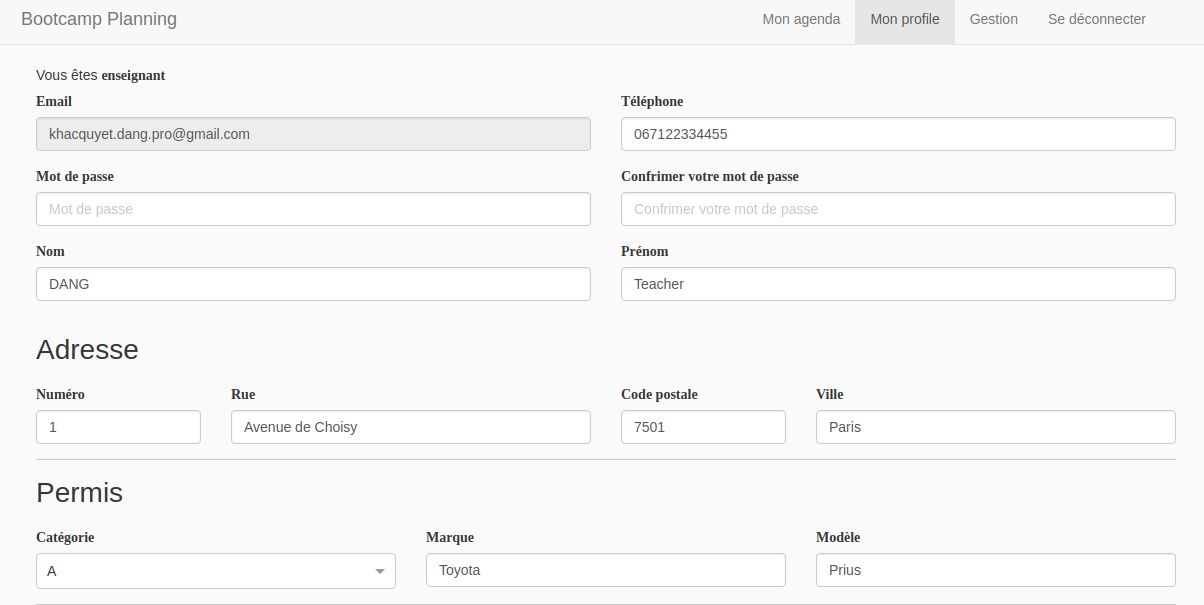 Bootcamp Planning Mon agenda Mon profile Gestion Se déconnecter
Vous êtes enseignant
Email Téléphone
khacquyet.dang.pro@gmail.com 067122334455
Mot de passe Confrimer votre mot de passe
Mot de passe Confrimer votre mot de passe
Nom Prénom
DANG Teacher
Adresse
Numéro Rue Code postale Ville
1 Avenue de Choisy 7501 Paris
Permis
Catégorie Marque Modèle
A Toyota Prius